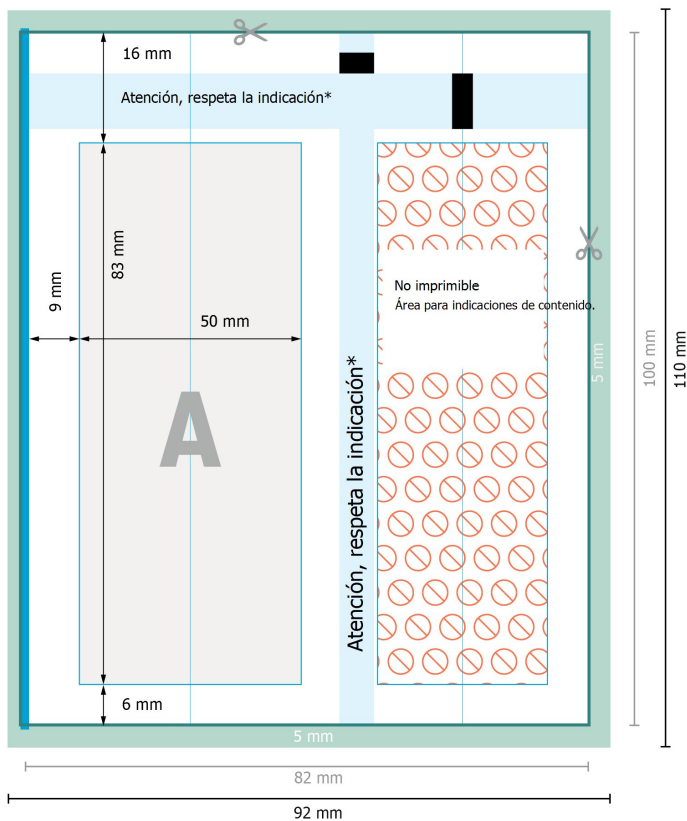 16 mm
Atención, respeta la indicación*
83 mm
9 mm
50 mm
No imprimible
Área para indicaciones de contenido.
A
Atención, respeta la indicación*
5 mm
100 mm
110 mm
6 mm
5 mm
82 mm
92 mm